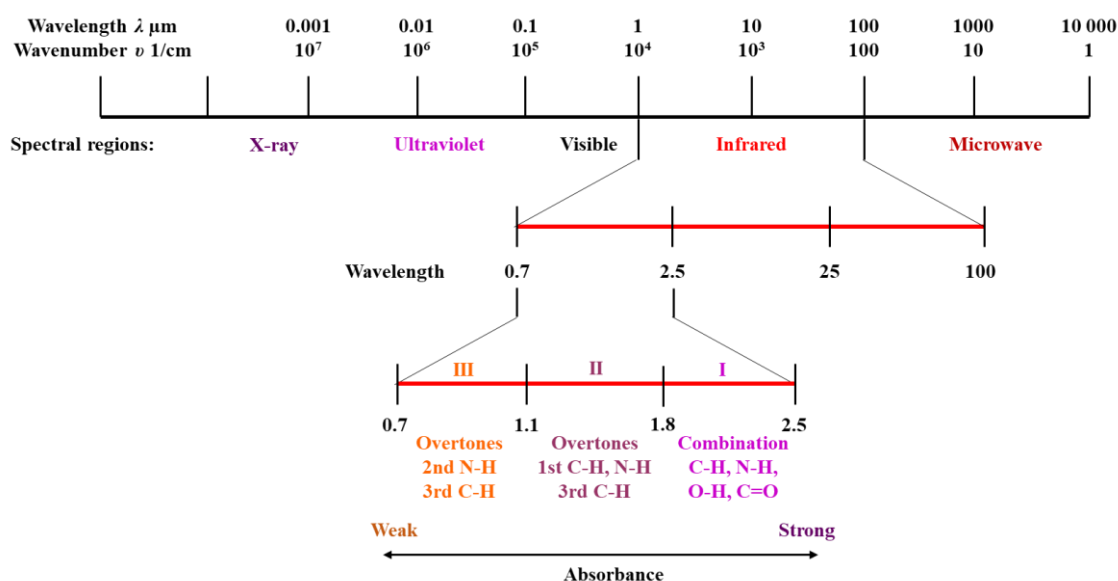 Wavelength λ µm 0.001 0.01 0.1 1 10 100 1000 10 000
Wavenumber υ 1/cm 10⁷ 10⁶ 10⁵ 10⁴ 10³ 100 10 1
Spectral regions: X-ray Ultraviolet Visible Infrared Microwave
Wavelength 0.7 2.5 25 100
III II I
0.7 1.1 1.8 2.5
Overtones Overtones Combination
2nd N-H 1st C-H, N-H C-H, N-H,
3rd C-H 3rd C-H O-H, C=O
Weak Strong
Absorbance